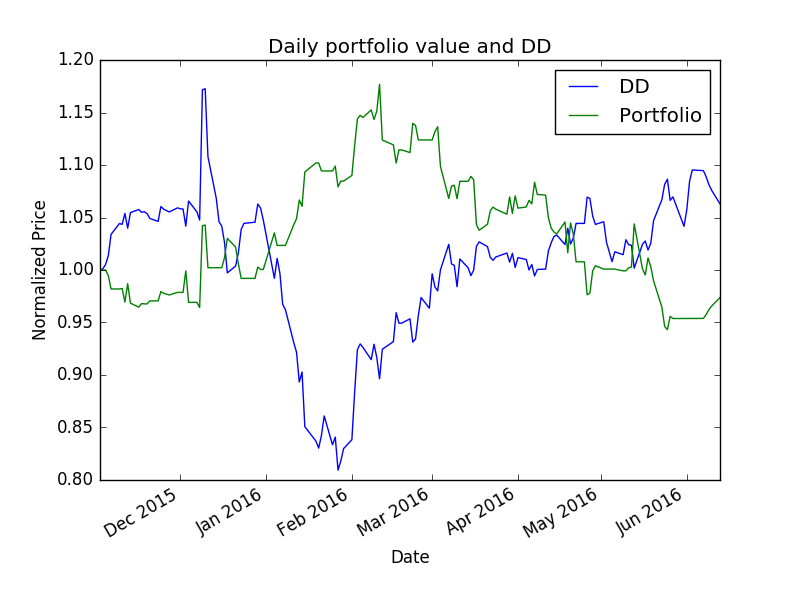 Daily portfolio value and DD
1.20
1.15
1.10
1.05
1.00
0.95
0.90
0.85
0.80
Normalized Price
DD
Portfolio
Dec 2015
Jan 2016
Feb 2016
Mar 2016
Apr 2016
May 2016
Jun 2016
Date